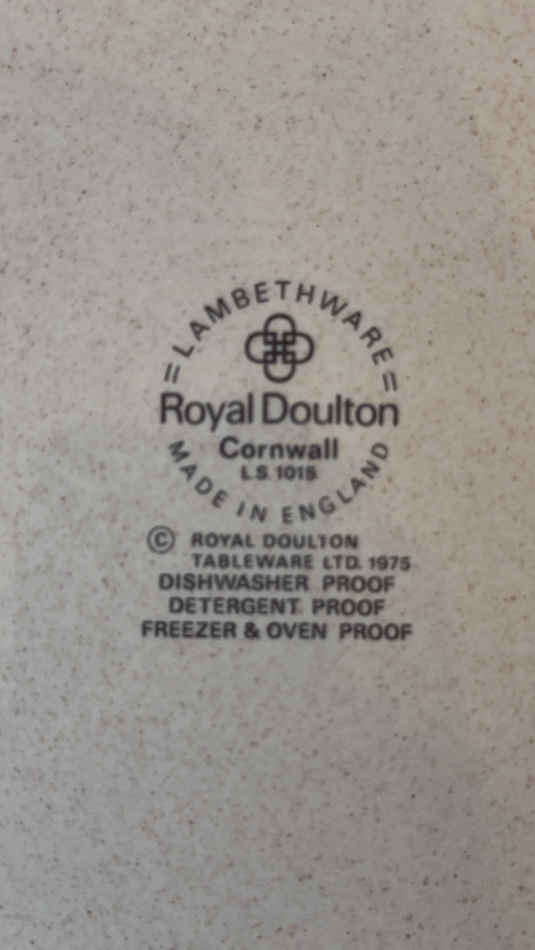 = LAMBETHWARE =
Royal Doulton
Cornwall
L.S. 1015
MADE IN ENGLAND
© ROYAL DOULTON
TABLEWARE LTD. 1975
DISHWASHER PROOF
DETERGENT PROOF
FREEZER & OVEN PROOF